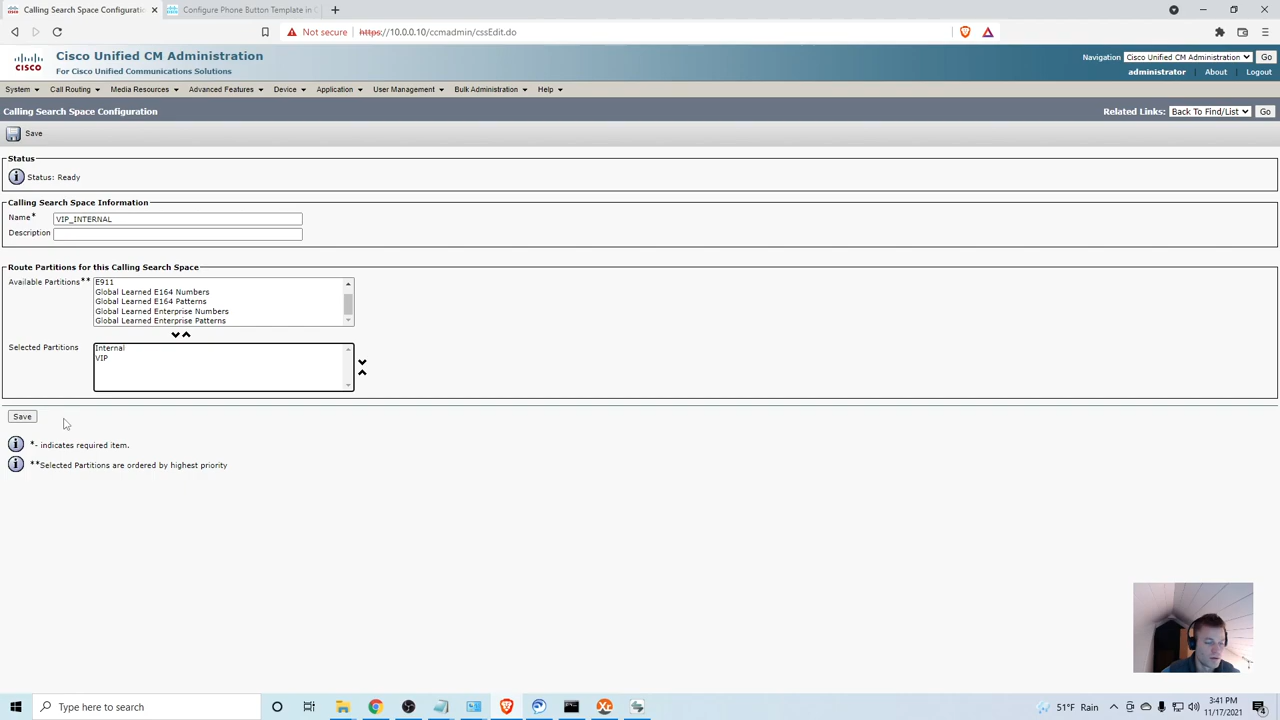 Calling Search Space Configuratio
Configure Phone Button Template in C
Not secure
https://10.0.0.10/ccmadmin/cssEdit.do
Cisco Unified CM Administration
For Cisco Unified Communications Solutions
CISCO
Navigation Cisco Unified CM Administration Go
administrator About Logout
System Call Routing Media Resources Advanced Features Device Application User Management Bulk Administration Help
Calling Search Space Configuration
Related Links: Back To Find/List Go
Save
Status
Status: Ready
Calling Search Space Information
Name* VIP_INTERNAL
Description
Route Partitions for this Calling Search Space
Available Partitions** E911
Global Learned E164 Numbers
Global Learned E164 Patterns
Global Learned Enterprise Numbers
Global Learned Enterprise Patterns
Selected Partitions Internal
VIP
Save
*- indicates required item.
**Selected Partitions are ordered by highest priority
Type here to search
51°F Rain
3:41 PM
11/17/2021
4